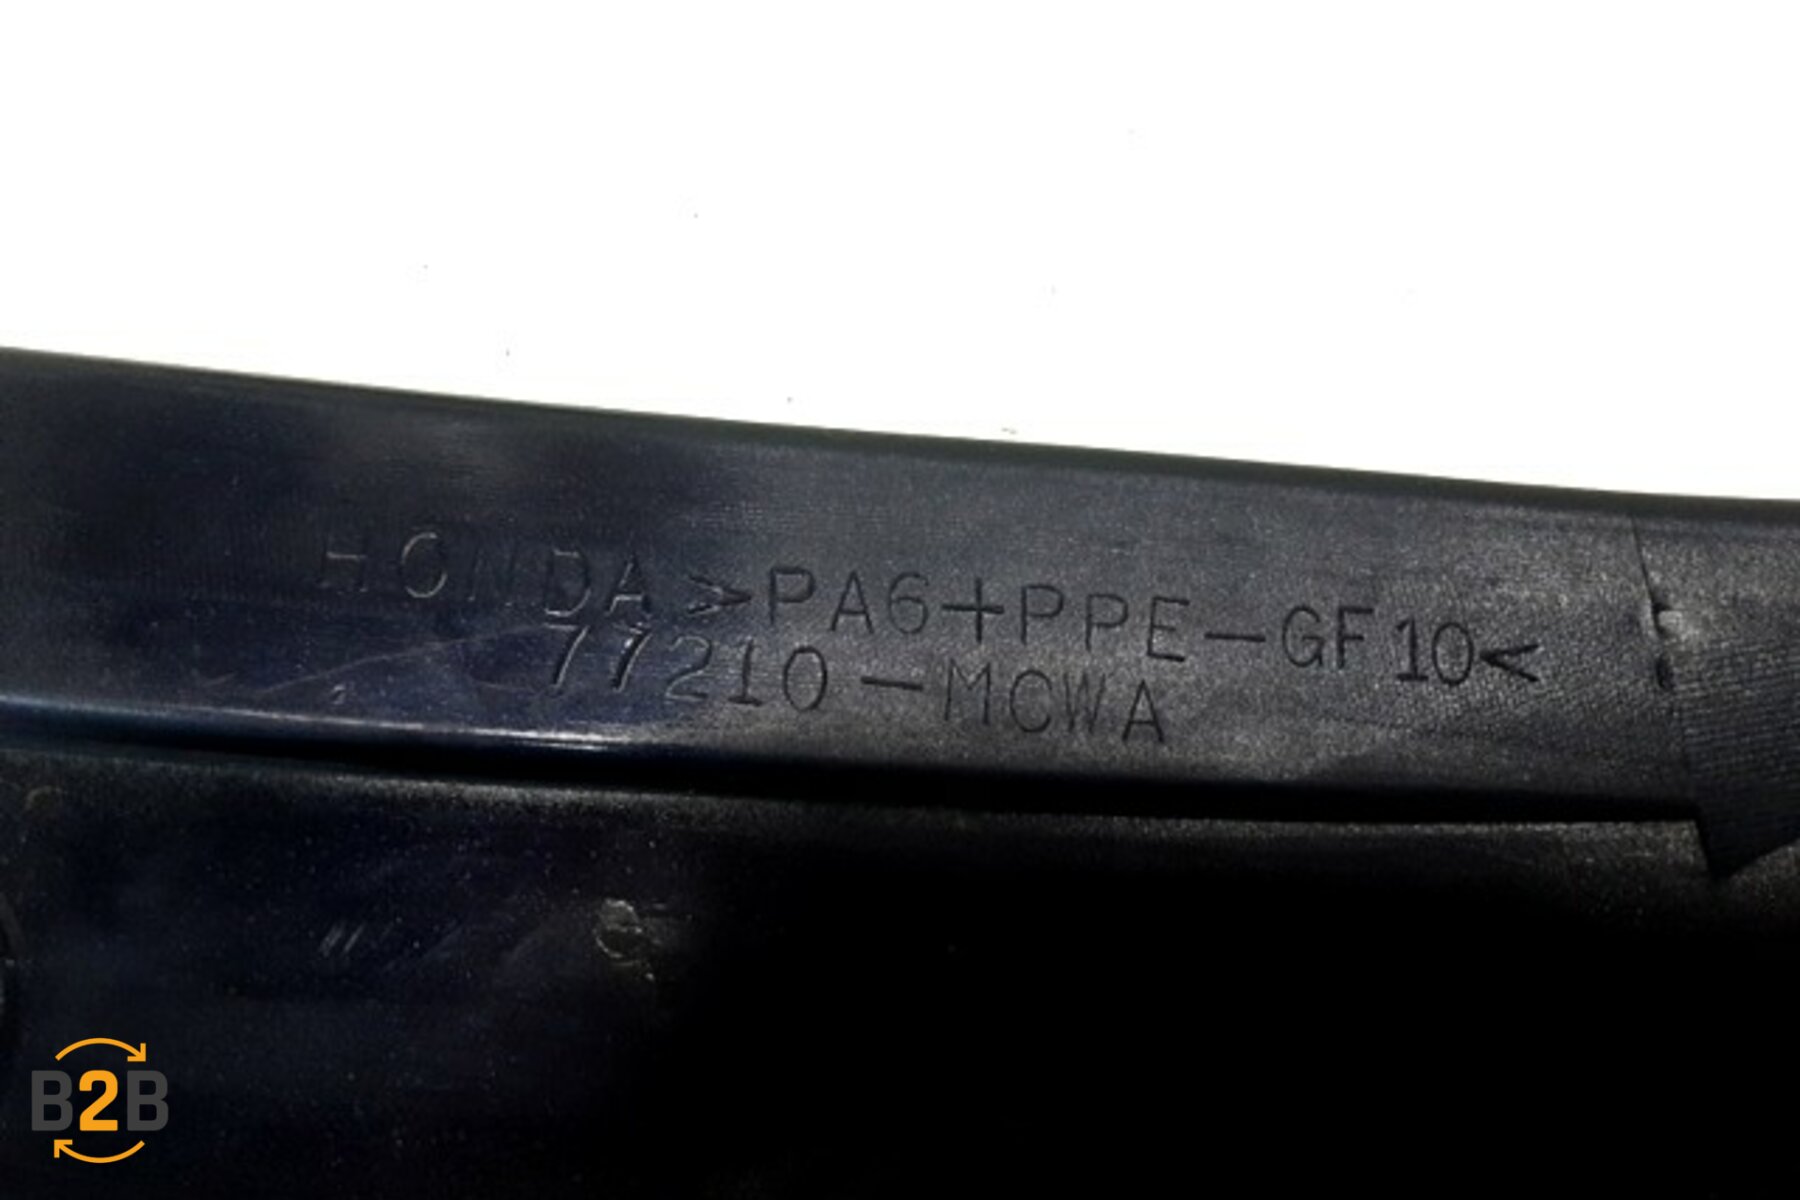 HONDA >PA6+PPE-GF10<
77210-MCWA
B2B